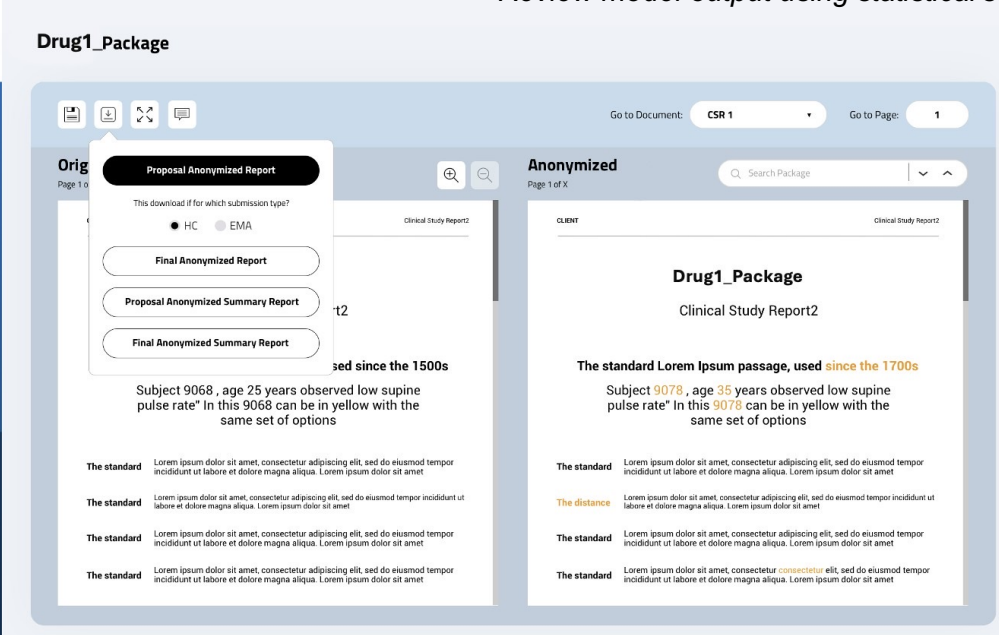 Review model output using statistical
Drug1_Package
Go to Document:
CSR 1
Go to Page:
1
Orig
Page 1 o
Proposal Anonymized Report
This download if for which submission type?
HC
EMA
Final Anonymized Report
Proposal Anonymized Summary Report
Final Anonymized Summary Report
Clinical Study Report2
rt2
sed since the 1500s
Subject 9068 , age 25 years observed low supine
pulse rate" In this 9068 can be in yellow with the
same set of options
The standard
Lorem ipsum dolor sit amet, consectetur adipiscing elit, sed do eiusmod tempor
incididunt ut labore et dolore magna aliqua. Lorem ipsum dolor sit amet
The standard
Lorem ipsum dolor sit amet, consectetur adipiscing elit, sed do eiusmod tempor incididunt ut
labore et dolore magna aliqua. Lorem ipsum dolor sit amet
The standard
Lorem ipsum dolor sit amet, consectetur adipiscing elit, sed do eiusmod tempor
incididunt ut labore et dolore magna aliqua. Lorem ipsum dolor sit amet
The standard
Lorem ipsum dolor sit amet, consectetur adipiscing elit, sed do eiusmod tempor
incididunt ut labore et dolore magna aliqua. Lorem ipsum dolor sit amet
Anonymized
Page 1 of X
Search Package
CLIENT
Clinical Study Report2
Drug1_Package
Clinical Study Report2
The standard Lorem Ipsum passage, used since the 1700s
Subject 9078 , age 35 years observed low supine
pulse rate" In this 9078 can be in yellow with the
same set of options
The standard
Lorem ipsum dolor sit amet, consectetur adipiscing elit, sed do eiusmod tempor
incididunt ut labore et dolore magna aliqua. Lorem ipsum dolor sit amet
The distance
Lorem ipsum dolor sit amet, consectetur adipiscing elit, sed do eiusmod tempor incididunt ut
labore et dolore magna aliqua. Lorem ipsum dolor sit amet
The standard
Lorem ipsum dolor sit amet, consectetur adipiscing elit, sed do eiusmod tempor
incididunt ut labore et dolore magna aliqua. Lorem ipsum dolor sit amet
The standard
Lorem ipsum dolor sit amet, consectetur consectetur elit, sed do eiusmod tempor
incididunt ut labore et dolore magna aliqua. Lorem ipsum dolor sit amet